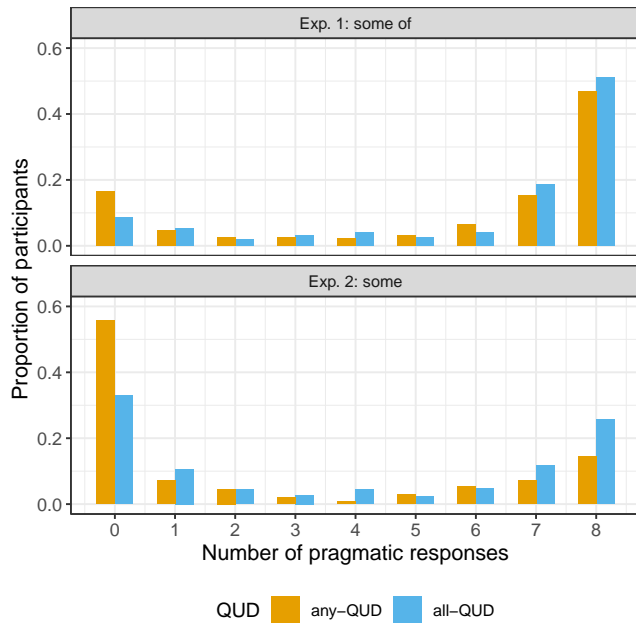 Exp. 1: some of
0.6
0.4
0.2
0.0
Exp. 2: some
0.6
0.4
0.2
0.0
Proportion of participants
0 1 2 3 4 5 6 7 8
Number of pragmatic responses
QUD any−QUD all−QUD